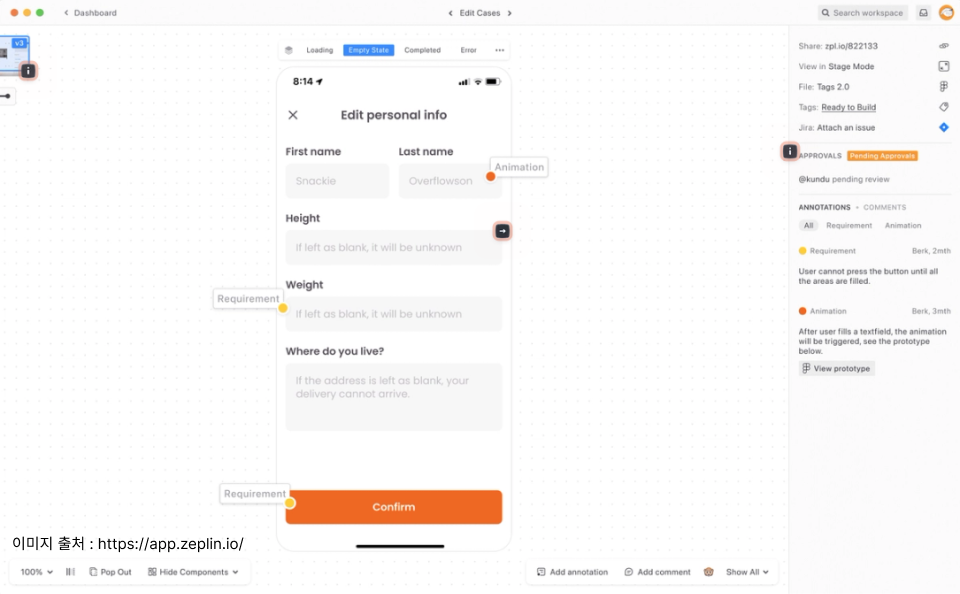 Dashboard
Edit Cases
Search workspace
v3
Loading
Empty State
Completed
Error
8:14
Edit personal info
First name
Last name
Snackie
Overflowson
Animation
Height
If left as blank, it will be unknown
Weight
Requirement
If left as blank, it will be unknown
Where do you live?
If the address is left as blank, your
delivery cannot arrive.
Requirement
Confirm
이미지 출처 : https://app.zeplin.io/
100%
Pop Out
Hide Components
Add annotation
Add comment
Show All
Share: zpl.io/822133
View in Stage Mode
File: Tags 2.0
Tags: Ready to Build
Jira: Attach an issue
APPROVALS Pending Approvals
@kundu pending review
ANNOTATIONS • COMMENTS
All Requirement Animation
Requirement Berk, 2mth
User cannot press the button until all
the areas are filled.
Animation Berk, 3mth
After user fills a textfield, the animation
will be triggered, see the prototype
below.
View prototype